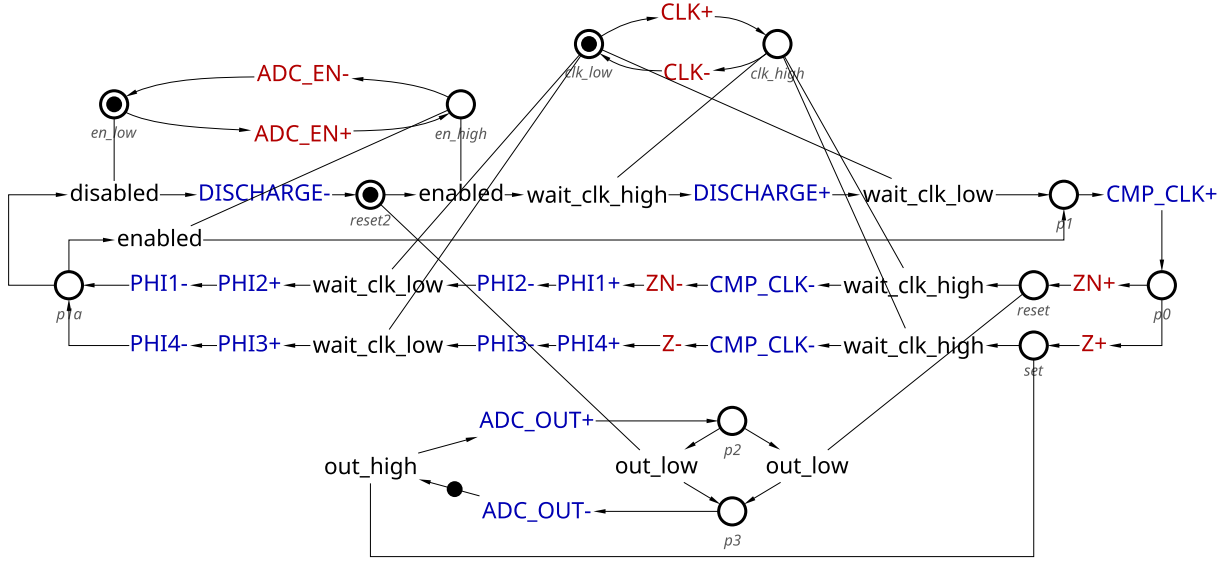 CLK+
clk_low
CLK-
clk_high
ADC_EN-
en_low
ADC_EN+
en_high
disabled
DISCHARGE-
reset2
enabled
wait_clk_high
DISCHARGE+
wait_clk_low
p1
CMP_CLK+
enabled
p1a
PHI1-
PHI2+
wait_clk_low
PHI2-
PHI1+
ZN-
CMP_CLK-
wait_clk_high
reset
ZN+
p0
PHI4-
PHI3+
wait_clk_low
PHI3-
PHI4+
Z-
CMP_CLK-
wait_clk_high
set
Z+
ADC_OUT+
p2
out_high
out_low
out_low
ADC_OUT-
p3